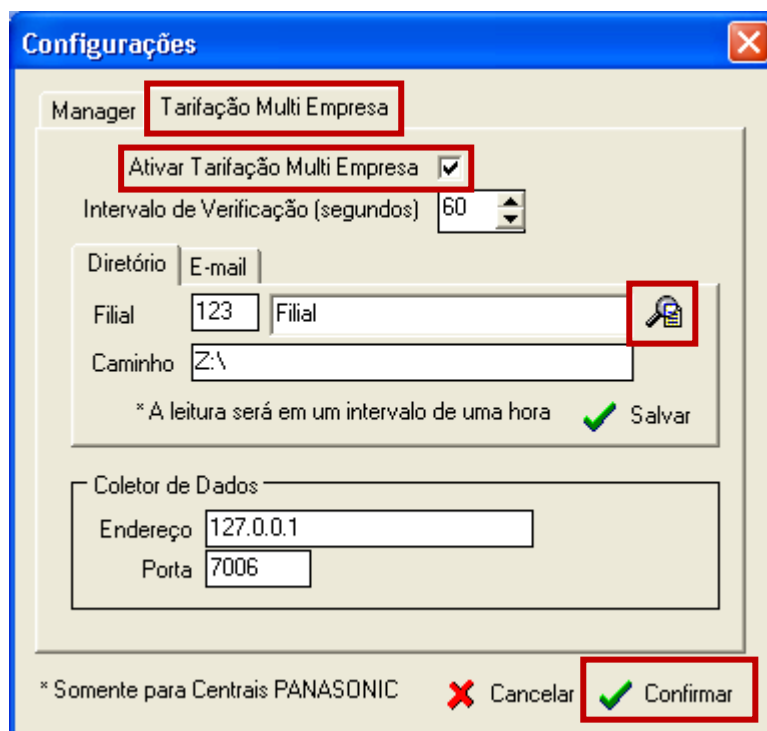 Configurações
Manager Tarifação Multi Empresa
Ativar Tarifação Multi Empresa
Intervalo de Verificação (segundos) 60
Diretório E-mail
Filial 123 Filial
Caminho Z:\
* A leitura será em um intervalo de uma hora Salvar
Coletor de Dados
Endereço 127.0.0.1
Porta 7006
* Somente para Centrais PANASONIC Cancelar Confirmar